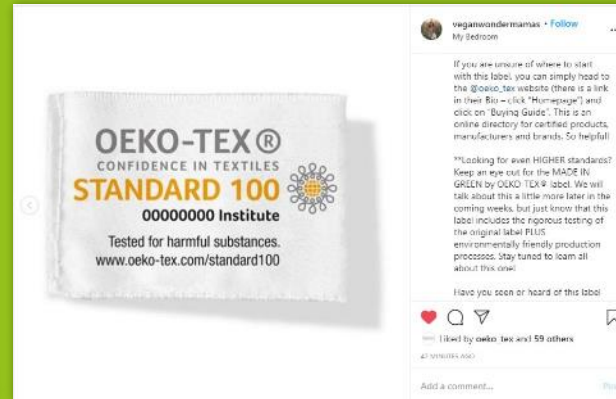 OEKO-TEX®
CONFIDENCE IN TEXTILES
STANDARD 100
00000000 Institute
Tested for harmful substances.
www.oeko-tex.com/standard100
veganwondermamas • Follow
My Bedroom
If you are unsure of where to start
with this label, you can simply head to
the @oeko_tex website (there is a link
in their Bio – click "Homepage") and
click on "Buying Guide". This is an
online directory for certified products,
manufacturers and brands. So helpful!
**Looking for even HIGHER standards?
Keep an eye out for the MADE IN
GREEN by OEKO-TEX® label. We will
talk about this a little more later in the
coming weeks, but just know that this
label includes the rigorous testing of
the original label PLUS
environmentally friendly production
processes. Stay tuned to learn all
about this one!
Have you seen or heard of this label
Liked by oeko_tex and 59 others
MINUTES AGO
Add a comment...